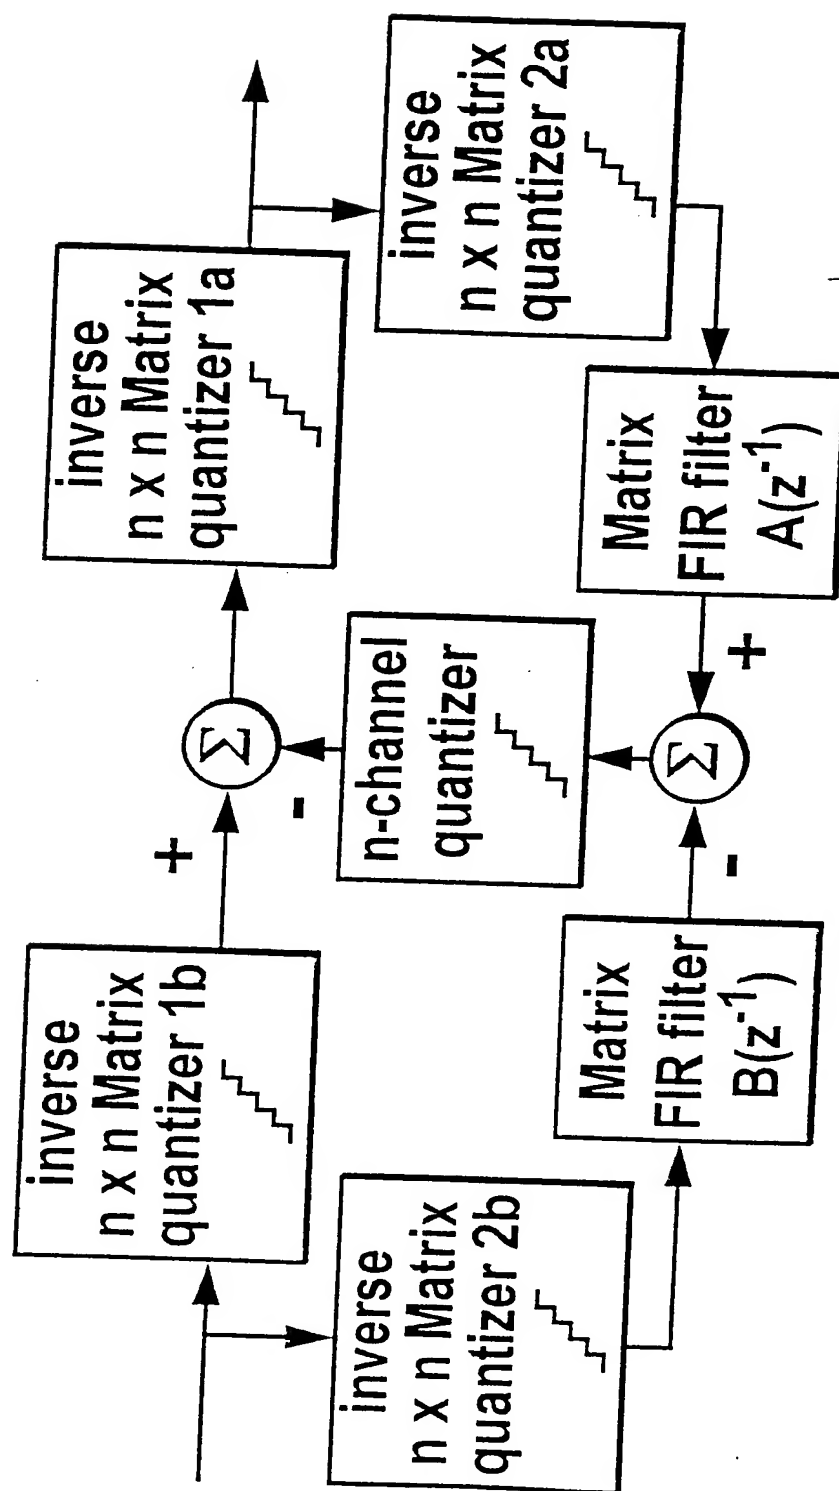 inverse
n x n Matrix
quantizer 1b
+
-
Σ
inverse
n x n Matrix
quantizer 1a
inverse
n x n Matrix
quantizer 2b
n-channel
quantizer
inverse
n x n Matrix
quantizer 2a
Matrix
FIR filter
B(z⁻¹)
-
Σ
+
Matrix
FIR filter
A(z⁻¹)